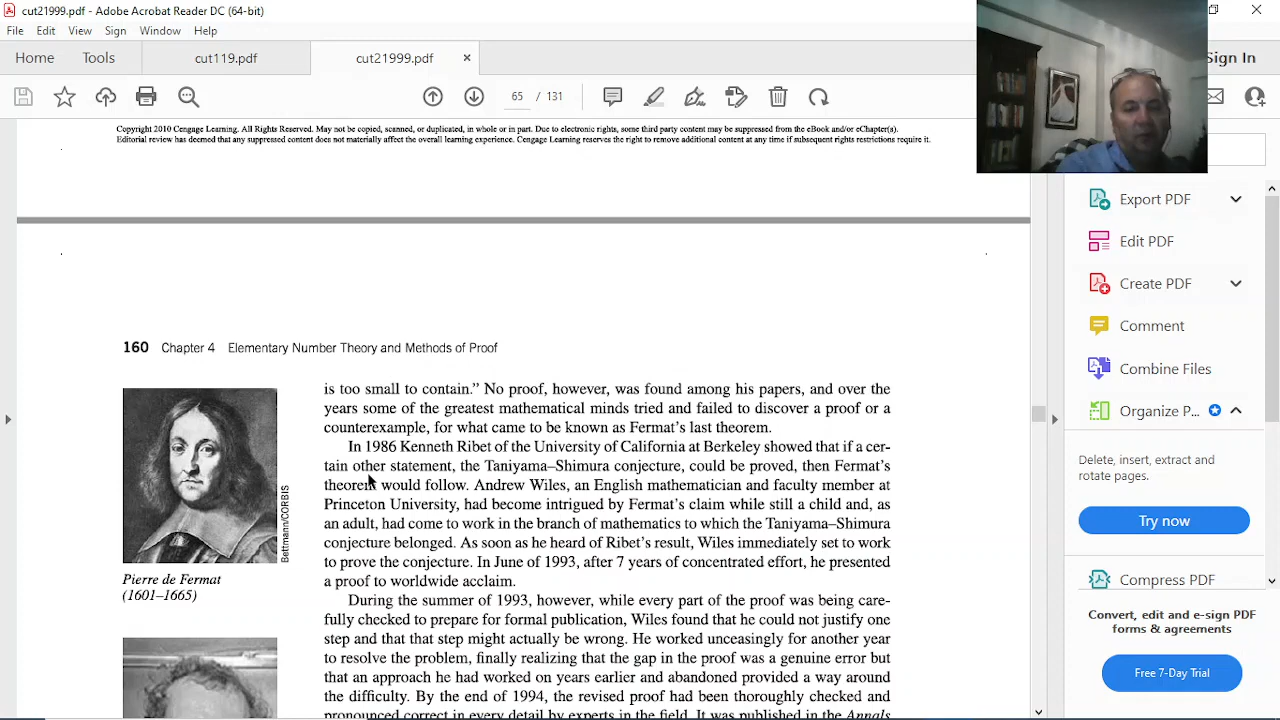 cut21999.pdf - Adobe Acrobat Reader DC (64-bit)
File Edit View Sign Window Help
Home Tools cut119.pdf cut21999.pdf × Sign In
65 / 131
Copyright 2010 Cengage Learning. All Rights Reserved. May not be copied, scanned, or duplicated, in whole or in part. Due to electronic rights, some third party content may be suppressed from the eBook and/or eChapter(s).
Editorial review has deemed that any suppressed content does not materially affect the overall learning experience. Cengage Learning reserves the right to remove additional content at any time if subsequent rights restrictions require it.
160 Chapter 4 Elementary Number Theory and Methods of Proof
is too small to contain.” No proof, however, was found among his papers, and over the
years some of the greatest mathematical minds tried and failed to discover a proof or a
counterexample, for what came to be known as Fermat’s last theorem.
In 1986 Kenneth Ribet of the University of California at Berkeley showed that if a cer-
tain other statement, the Taniyama–Shimura conjecture, could be proved, then Fermat’s
theorem would follow. Andrew Wiles, an English mathematician and faculty member at
Princeton University, had become intrigued by Fermat’s claim while still a child and, as
an adult, had come to work in the branch of mathematics to which the Taniyama–Shimura
conjecture belonged. As soon as he heard of Ribet’s result, Wiles immediately set to work
to prove the conjecture. In June of 1993, after 7 years of concentrated effort, he presented
a proof to worldwide acclaim.
During the summer of 1993, however, while every part of the proof was being care-
fully checked to prepare for formal publication, Wiles found that he could not justify one
step and that that step might actually be wrong. He worked unceasingly for another year
to resolve the problem, finally realizing that the gap in the proof was a genuine error but
that an approach he had worked on years earlier and abandoned provided a way around
the difficulty. By the end of 1994, the revised proof had been thoroughly checked and
pronounced correct in every detail by experts in the field. It was published in the Annals
Bettmann/CORBIS
Pierre de Fermat
(1601–1665)
Export PDF
Edit PDF
Create PDF
Comment
Combine Files
Organize P...
Delete, insert, extract and
rotate pages.
Try now
Compress PDF
Convert, edit and e-sign PDF
forms & agreements
Free 7-Day Trial